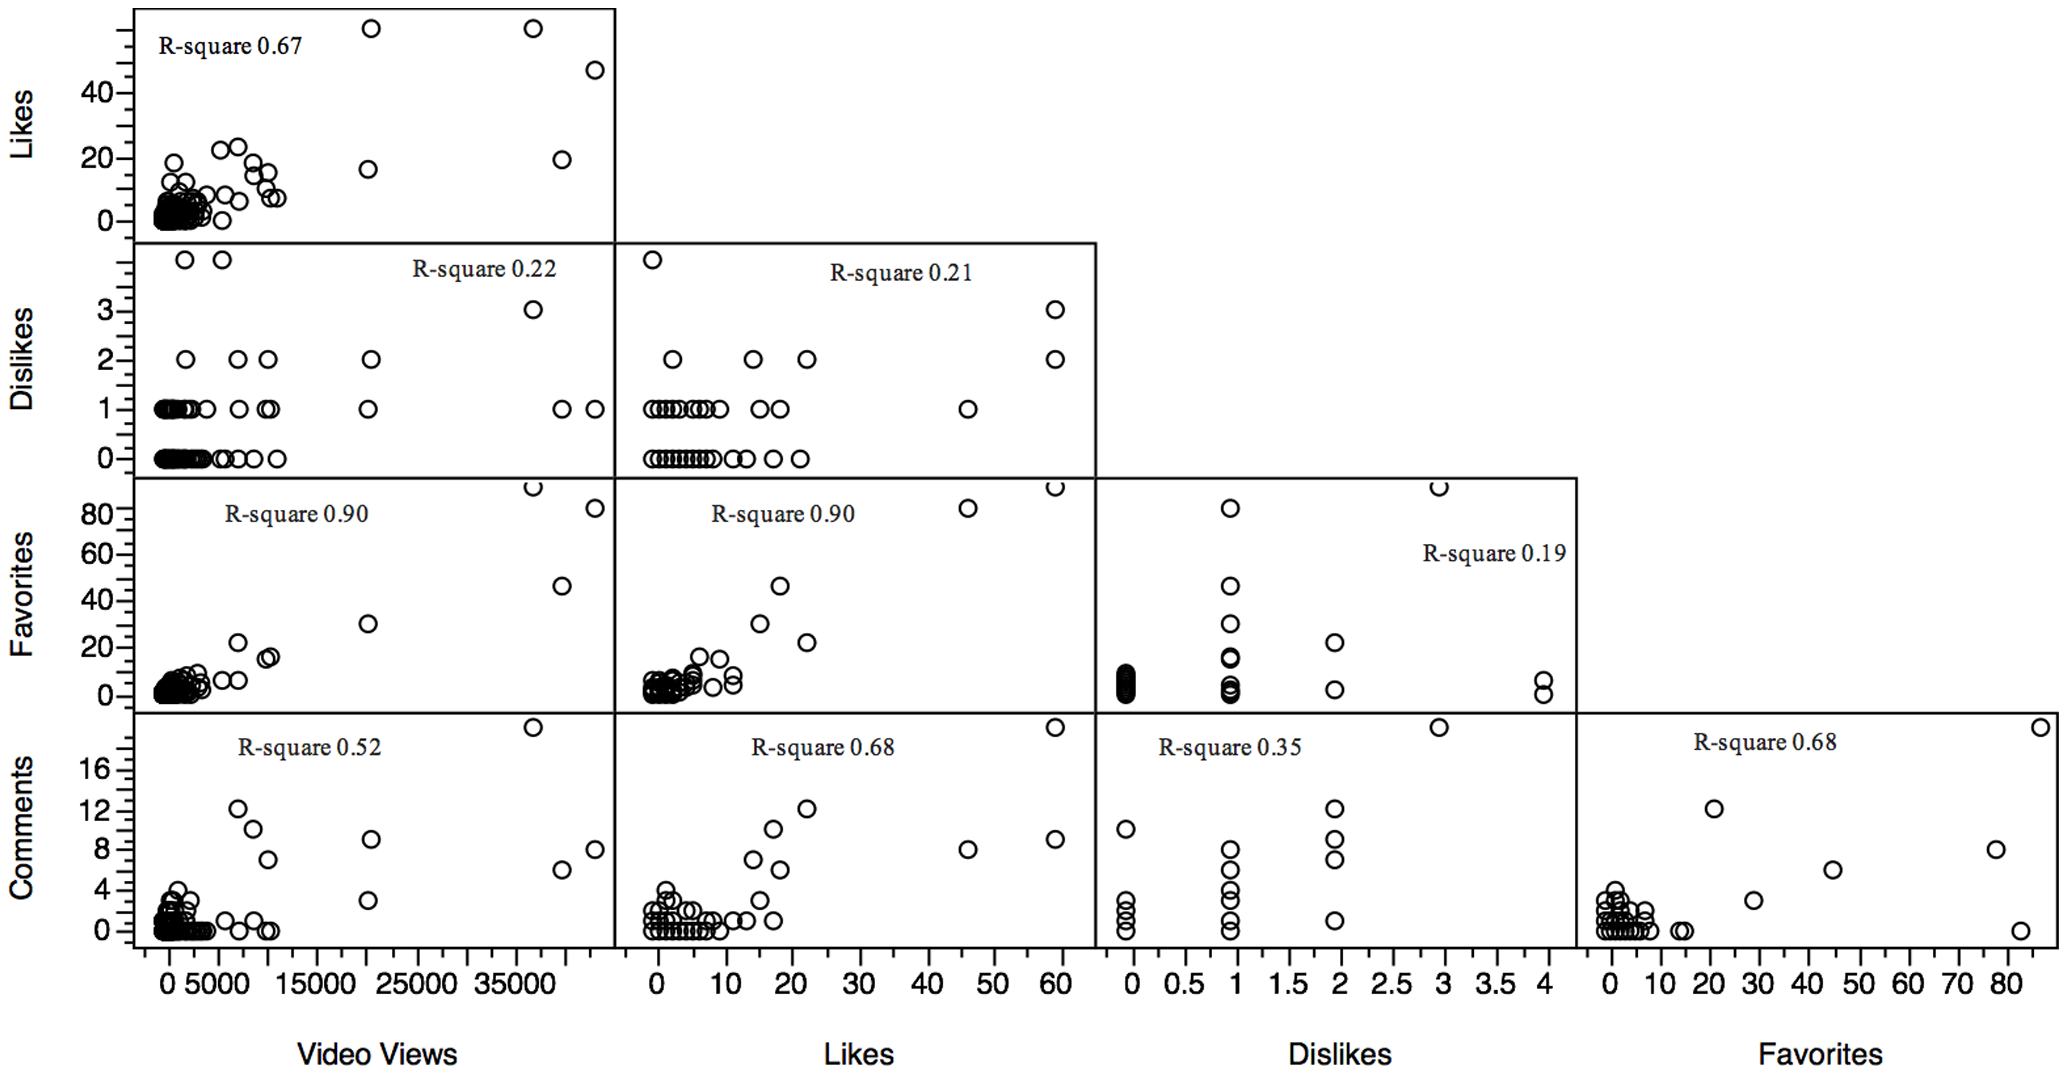 Likes
40
20
0
R-square 0.67
Dislikes
3
2
1
0
R-square 0.22
R-square 0.21
Favorites
80
60
40
20
0
R-square 0.90
R-square 0.90
R-square 0.19
Comments
16
12
8
4
0
R-square 0.52
R-square 0.68
R-square 0.35
R-square 0.68
0 5000 15000 25000 35000
0 10 20 30 40 50 60
0 0.5 1 1.5 2 2.5 3 3.5 4
0 10 20 30 40 50 60 70 80
Video Views
Likes
Dislikes
Favorites